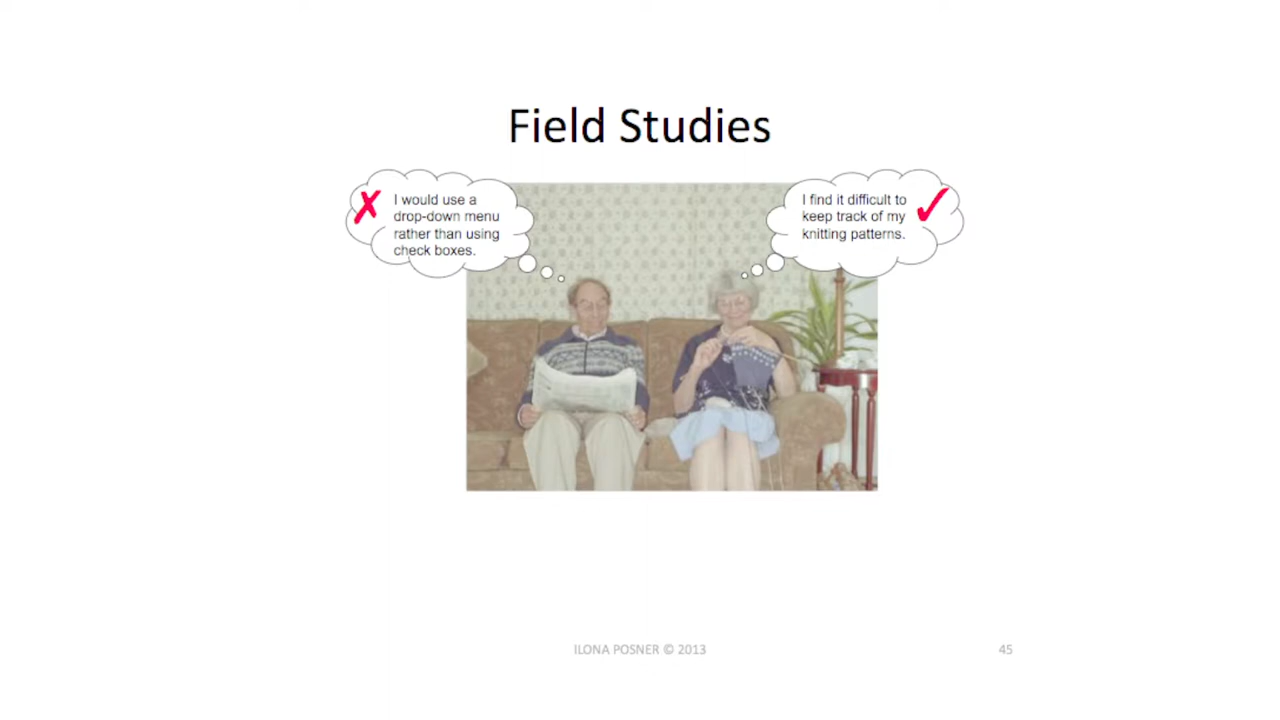 Field Studies
I would use a
drop-down menu
rather than using
check boxes.
I find it difficult to
keep track of my
knitting patterns.
ILONA POSNER © 2013
45